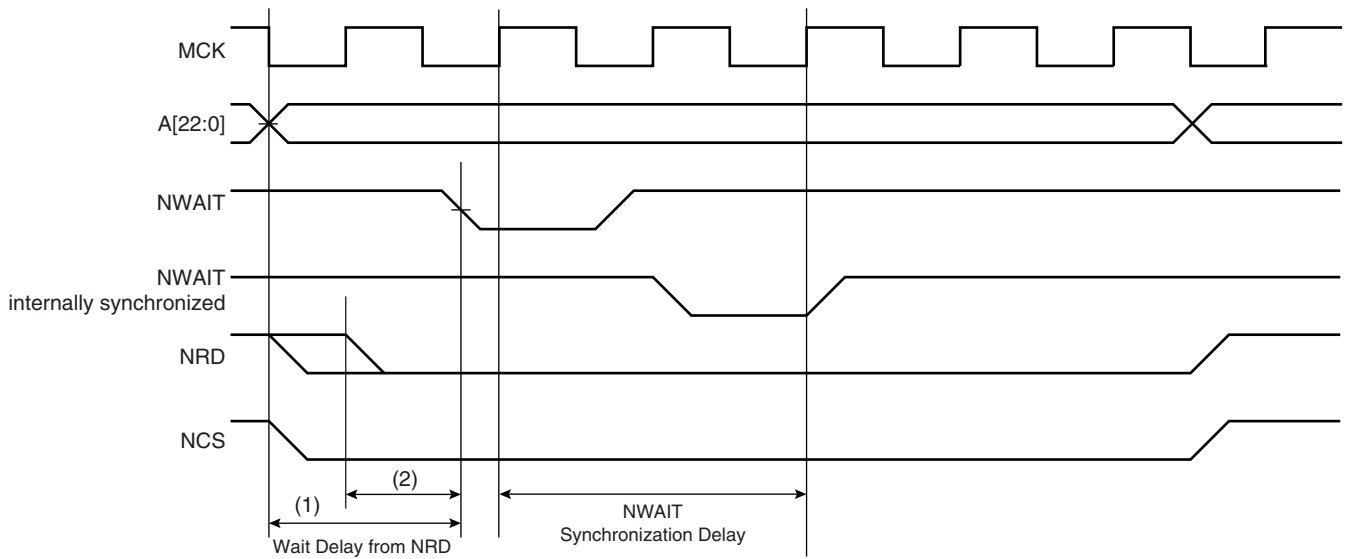 MCK
A[22:0]
NWAIT
NWAIT
internally synchronized
NRD
NCS
(2)
(1)
NWAIT
Synchronization Delay
Wait Delay from NRD